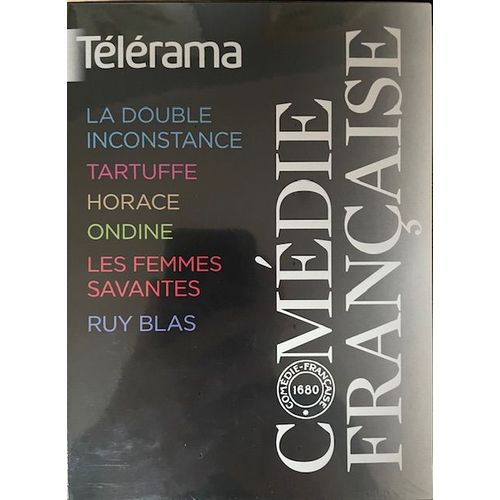 Télérama
LA DOUBLE
INCONSTANCE
TARTUFFE
HORACE
ONDINE
LES FEMMES
SAVANTES
RUY BLAS
COMÉDIE
FRANÇAISE
COMÉDIE-FRANÇAISE
1680